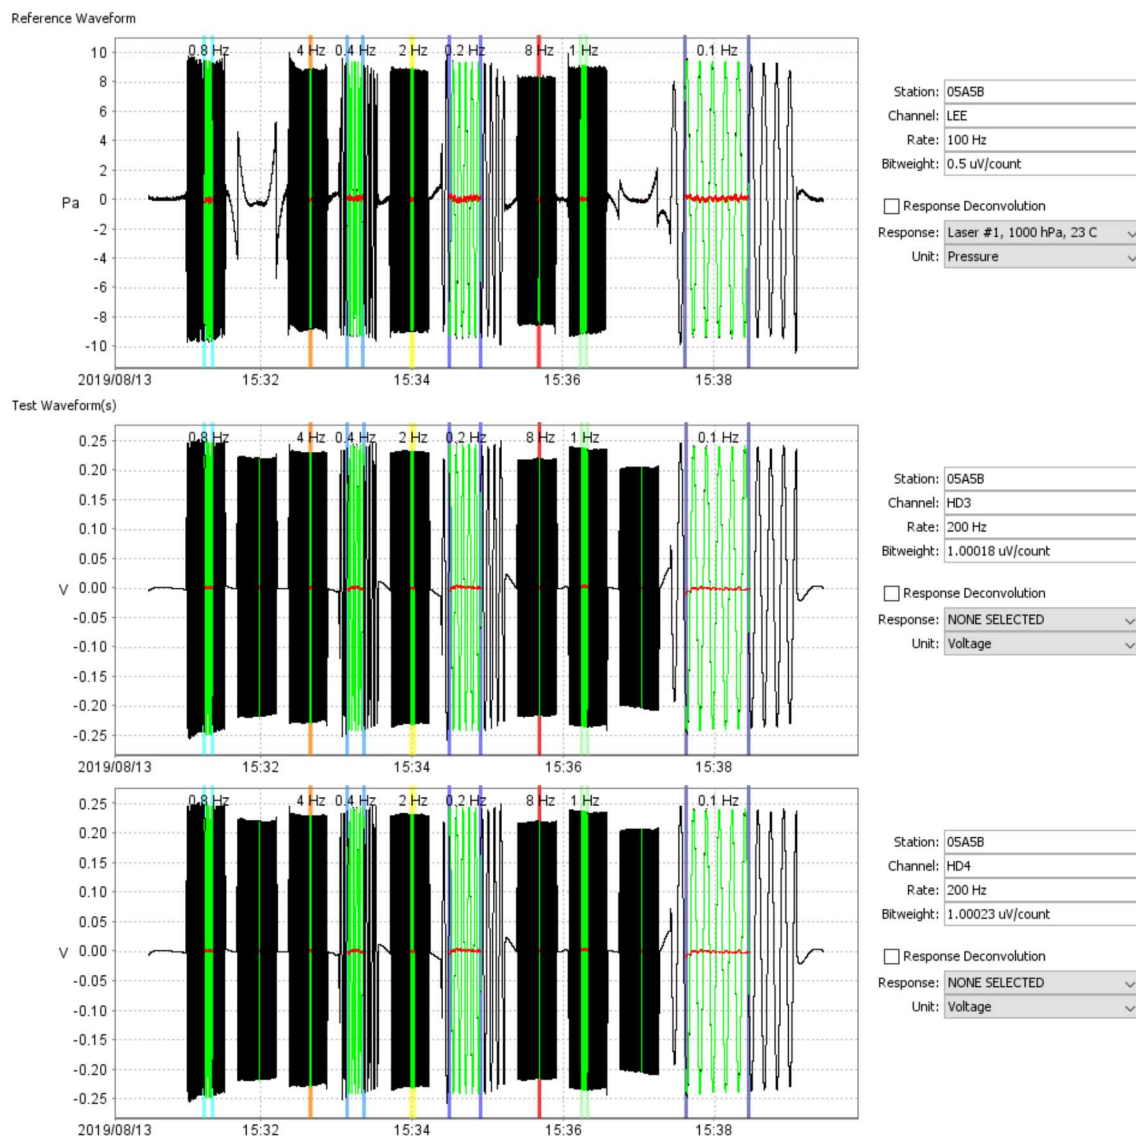 Reference Waveform
0.8 Hz 4 Hz 0.4 Hz 2 Hz 0.2 Hz 8 Hz 1 Hz 0.1 Hz
10
8
6
4
2
0
-2
-4
-6
-8
-10
Pa
2019/08/13 15:32 15:34 15:36 15:38
Station: 05A5B
Channel: LEE
Rate: 100 Hz
Bitweight: 0.5 uV/count
Response Deconvolution
Response: Laser #1, 1000 hPa, 23 C
Unit: Pressure
Test Waveform(s)
0.8 Hz 4 Hz 0.4 Hz 2 Hz 0.2 Hz 8 Hz 1 Hz 0.1 Hz
0.25
0.20
0.15
0.10
0.05
0.00
-0.05
-0.10
-0.15
-0.20
-0.25
V
2019/08/13 15:32 15:34 15:36 15:38
Station: 05A5B
Channel: HD3
Rate: 200 Hz
Bitweight: 1.00018 uV/count
Response Deconvolution
Response: NONE SELECTED
Unit: Voltage
0.8 Hz 4 Hz 0.4 Hz 2 Hz 0.2 Hz 8 Hz 1 Hz 0.1 Hz
0.25
0.20
0.15
0.10
0.05
0.00
-0.05
-0.10
-0.15
-0.20
-0.25
V
2019/08/13 15:32 15:34 15:36 15:38
Station: 05A5B
Channel: HD4
Rate: 200 Hz
Bitweight: 1.00023 uV/count
Response Deconvolution
Response: NONE SELECTED
Unit: Voltage